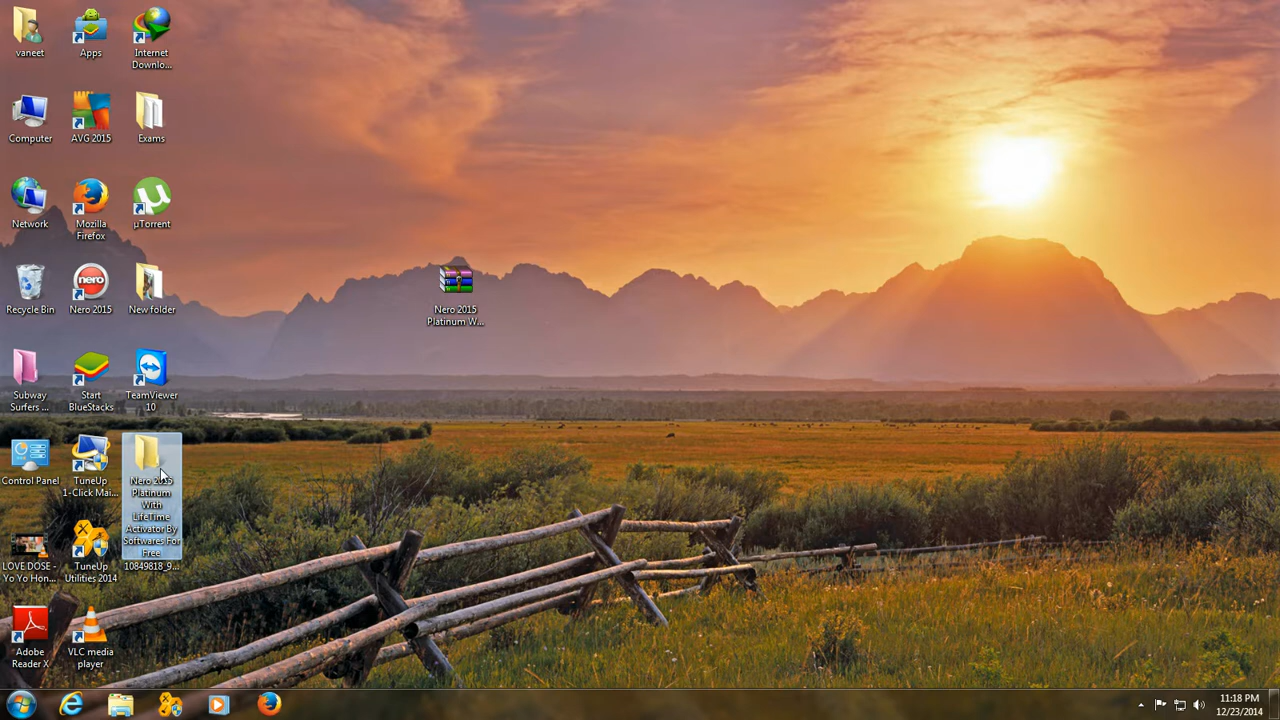 vaneet
Apps
Internet
Downlo...
Computer
AVG 2015
Exams
Network
Mozilla
Firefox
µ
µTorrent
Recycle Bin
nero
Nero 2015
New folder
Nero 2015
Platinum W...
Subway
Surfers ...
Start
BlueStacks
TeamViewer
10
Control Panel
TuneUp
1-Click Mai...
Nero 2015
Platinum
With
LifeTime
Activator By
Softwares For
Free
10849818_9...
LOVE DOSE -
Yo Yo Hon...
TuneUp
Utilities 2014
Adobe
Reader X
VLC media
player
11:18 PM
12/23/2014